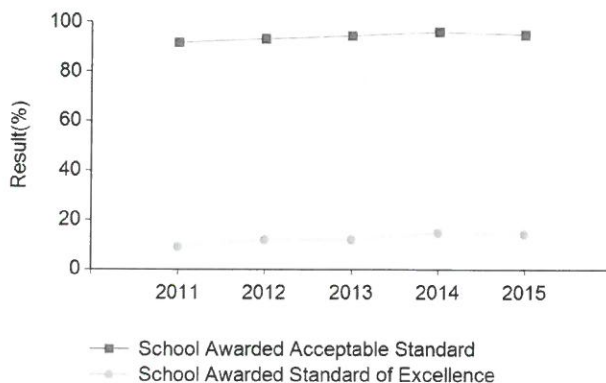 100
80
60
40
20
0
Result(%)
2011 2012 2013 2014 2015
School Awarded Acceptable Standard
School Awarded Standard of Excellence